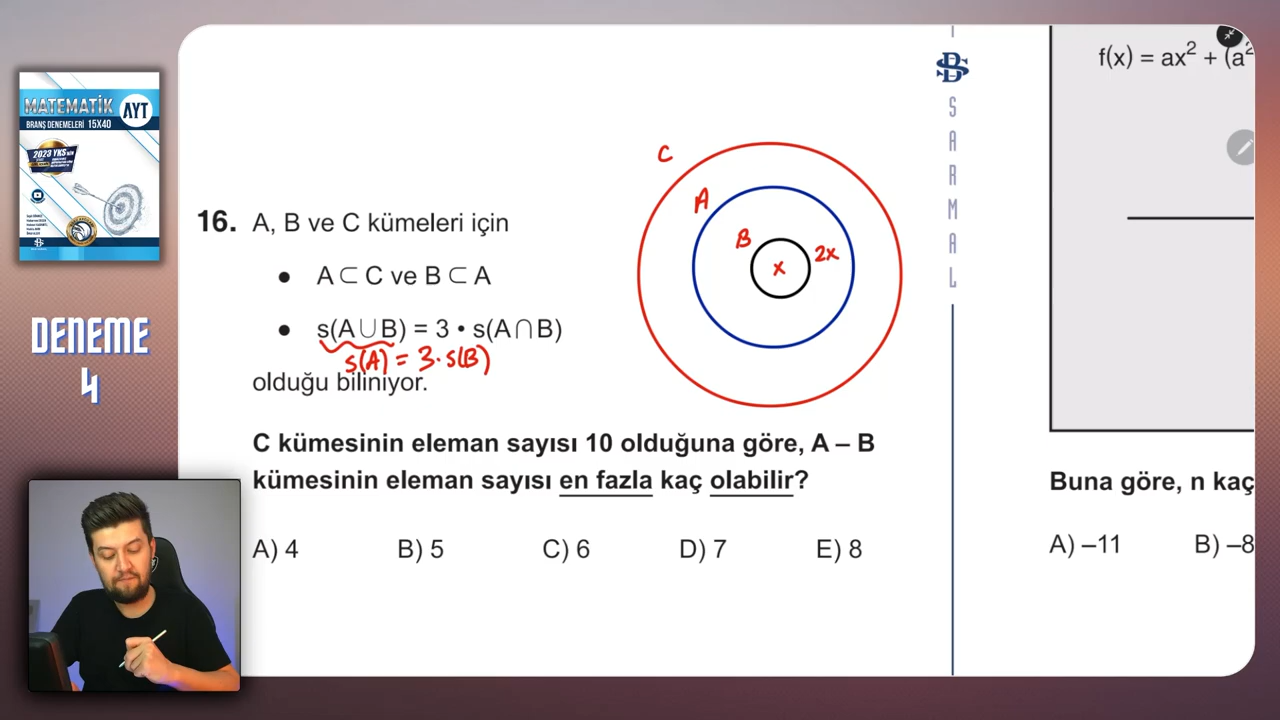 MATEMATİK
AYT
BRANŞ DENEMELERİ 15X40
2023 YKS'NİN
DENEME
4
16. A, B ve C kümeleri için
• A ⊂ C ve B ⊂ A
• s(A ∪ B) = 3 • s(A ∩ B)
s(A) = 3·s(B)
olduğu biliniyor.
C kümesinin eleman sayısı 10 olduğuna göre, A – B
kümesinin eleman sayısı en fazla kaç olabilir?
A) 4 B) 5 C) 6 D) 7 E) 8
C
A
B
x
2x
SARMAL
f(x) = ax² + (a²
Buna göre, n kaç
A) –11 B) –8